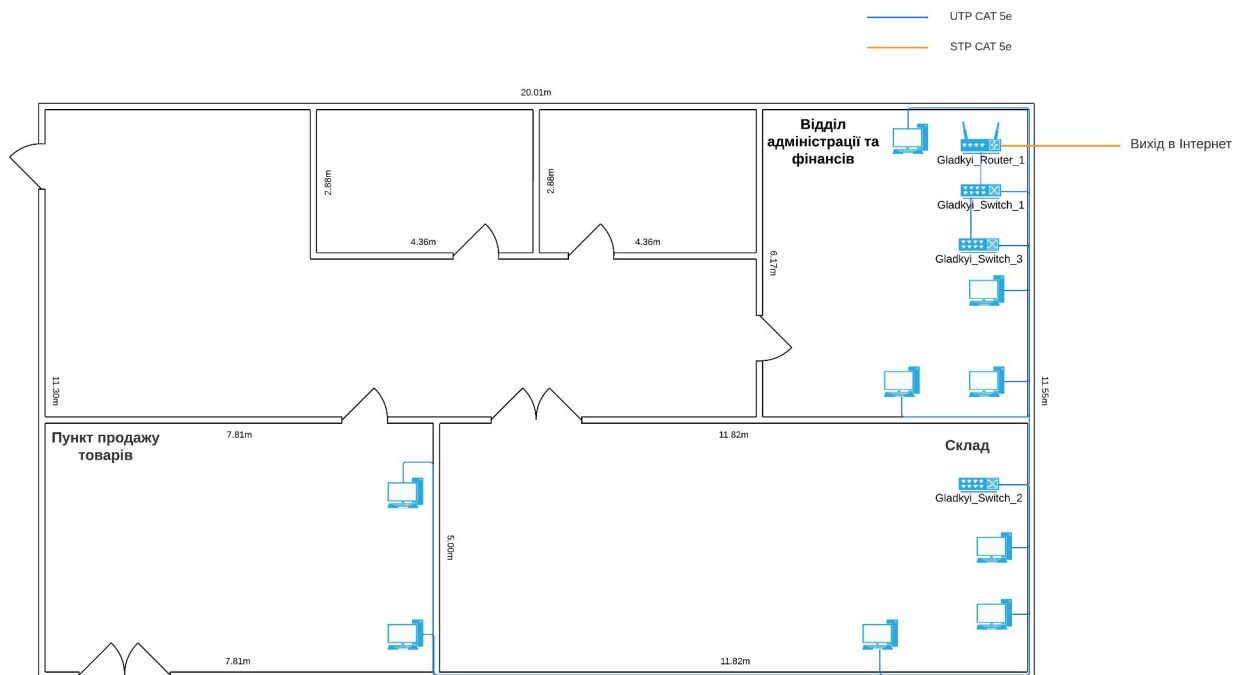 UTP CAT 5e
STP CAT 5e
20.01m
Відділ
адміністрації та
фінансів
Вихід в Інтернет
Gladkyi_Router_1
2.88m
2.88m
Gladkyi_Switch_1
4.36m
4.36m
6.17m
Gladkyi_Switch_3
11.30m
11.55m
Пункт продажу
товарів
7.81m
11.82m
Склад
Gladkyi_Switch_2
5.00m
7.81m
11.82m